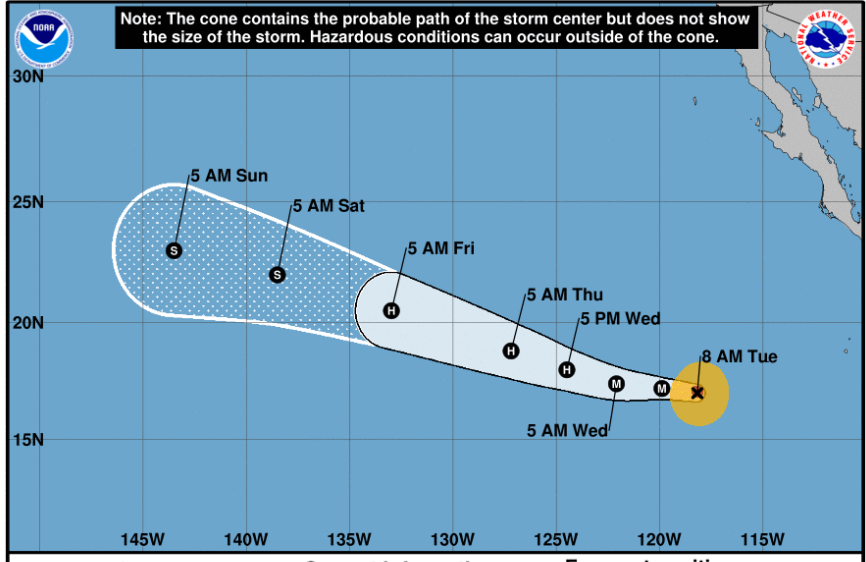 Note: The cone contains the probable path of the storm center but does not show
the size of the storm. Hazardous conditions can occur outside of the cone.
NOAA
NATIONAL WEATHER SERVICE
30N
5 AM Sun
25N
5 AM Sat
S
S
5 AM Fri
H
5 AM Thu
5 PM Wed
20N
H
H
8 AM Tue
M
M
5 AM Wed
15N
145W
140W
135W
130W
125W
120W
115W